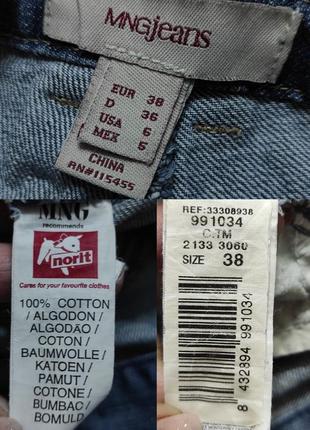 MNGjeans
EUR 38
D 36
USA 6
MEX 5
CHINA
RN#115455
MNG
recommends
norit
Cares for your favourite clothes
100% COTTON
/ ALGODON /
ALGODÃO /
COTON /
BAUMWOLLE /
KATOEN /
PAMUT /
COTONE /
BUMBAC /
BOMULD
REF:33308938
991034
C.TM
2133 3060
SIZE 38
8 432894 991034